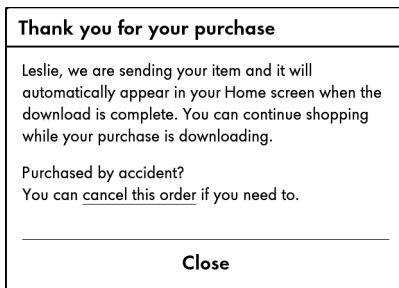 Thank you for your purchase
Leslie, we are sending your item and it will
automatically appear in your Home screen when the
download is complete. You can continue shopping
while your purchase is downloading.
Purchased by accident?
You can cancel this order if you need to.
Close